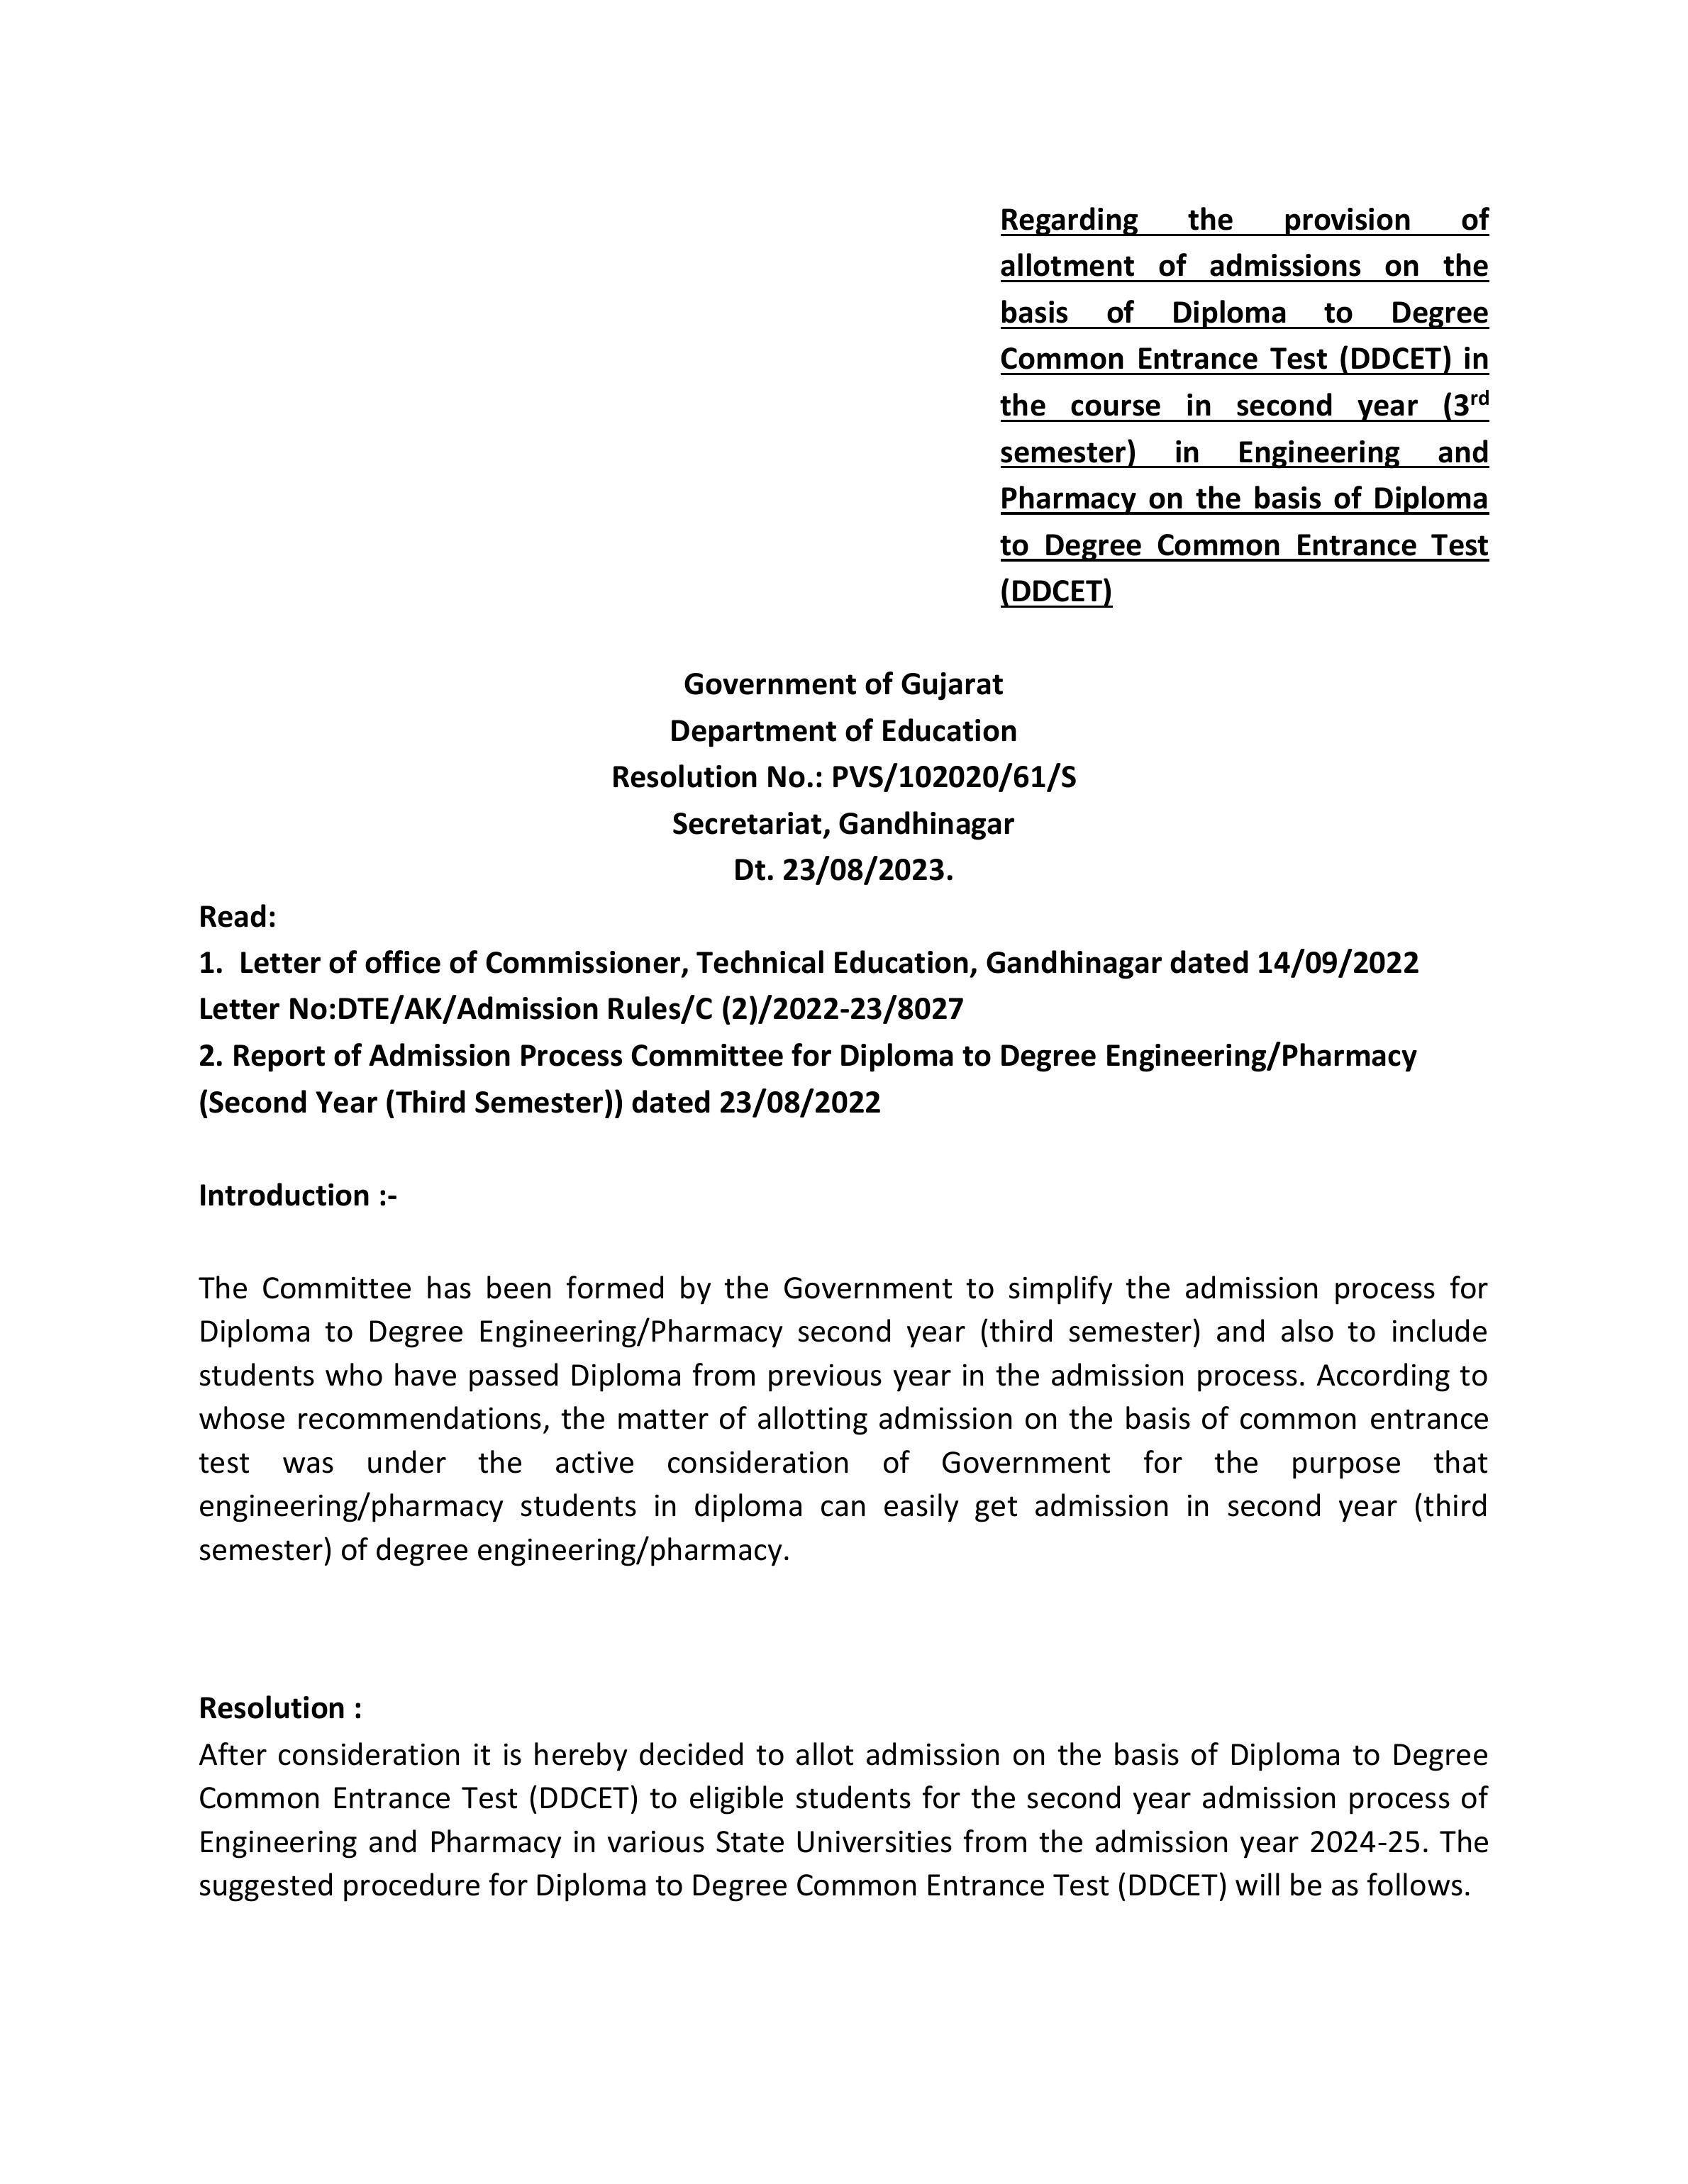 Regarding the provision of
allotment of admissions on the
basis of Diploma to Degree
Common Entrance Test (DDCET) in
the course in second year (3rd
semester) in Engineering and
Pharmacy on the basis of Diploma
to Degree Common Entrance Test
(DDCET)
Government of Gujarat
Department of Education
Resolution No.: PVS/102020/61/S
Secretariat, Gandhinagar
Dt. 23/08/2023.
Read:
1. Letter of office of Commissioner, Technical Education, Gandhinagar dated 14/09/2022
Letter No:DTE/AK/Admission Rules/C (2)/2022-23/8027
2. Report of Admission Process Committee for Diploma to Degree Engineering/Pharmacy
(Second Year (Third Semester)) dated 23/08/2022
Introduction :-
The Committee has been formed by the Government to simplify the admission process for
Diploma to Degree Engineering/Pharmacy second year (third semester) and also to include
students who have passed Diploma from previous year in the admission process. According to
whose recommendations, the matter of allotting admission on the basis of common entrance
test was under the active consideration of Government for the purpose that
engineering/pharmacy students in diploma can easily get admission in second year (third
semester) of degree engineering/pharmacy.
Resolution :
After consideration it is hereby decided to allot admission on the basis of Diploma to Degree
Common Entrance Test (DDCET) to eligible students for the second year admission process of
Engineering and Pharmacy in various State Universities from the admission year 2024-25. The
suggested procedure for Diploma to Degree Common Entrance Test (DDCET) will be as follows.